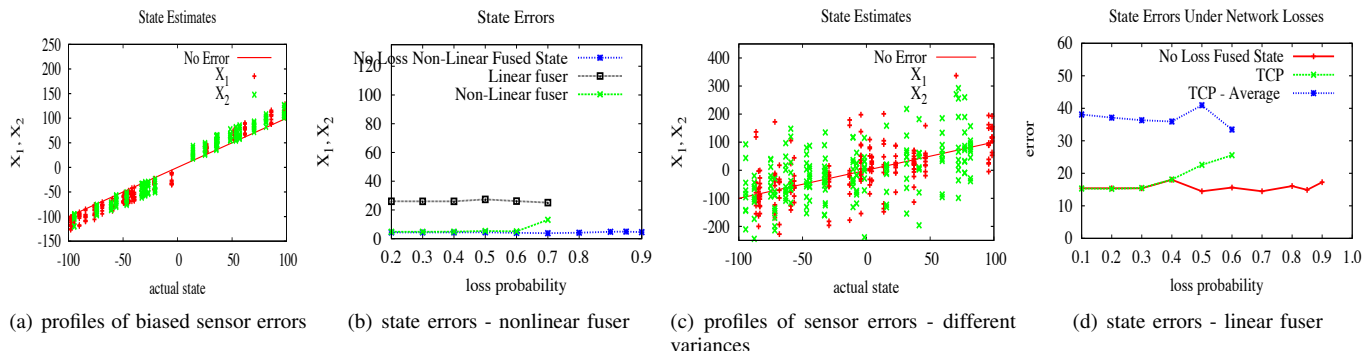 State Estimates
250
200
150
100
50
0
-50
-100
-150
X1, X2
No Error
X1
X2
-100 -50 0 50 100
actual state
(a) profiles of biased sensor errors
State Errors
120
100
80
60
40
20
0
X1, X2
No Loss Non-Linear Fused State
Linear fuser
Non-Linear fuser
0.2 0.3 0.4 0.5 0.6 0.7 0.9
loss probability
(b) state errors - nonlinear fuser
State Estimates
400
300
200
100
0
-100
-200
X1, X2
No Error
X1
X2
-100 -50 0 50 100
actual state
(c) profiles of sensor errors - different
variances
State Errors Under Network Losses
60
50
40
30
20
10
0
error
No Loss Fused State
TCP
TCP - Average
0.1 0.2 0.3 0.4 0.5 0.6 0.7 0.8 0.9 1.0
loss probability
(d) state errors - linear fuser